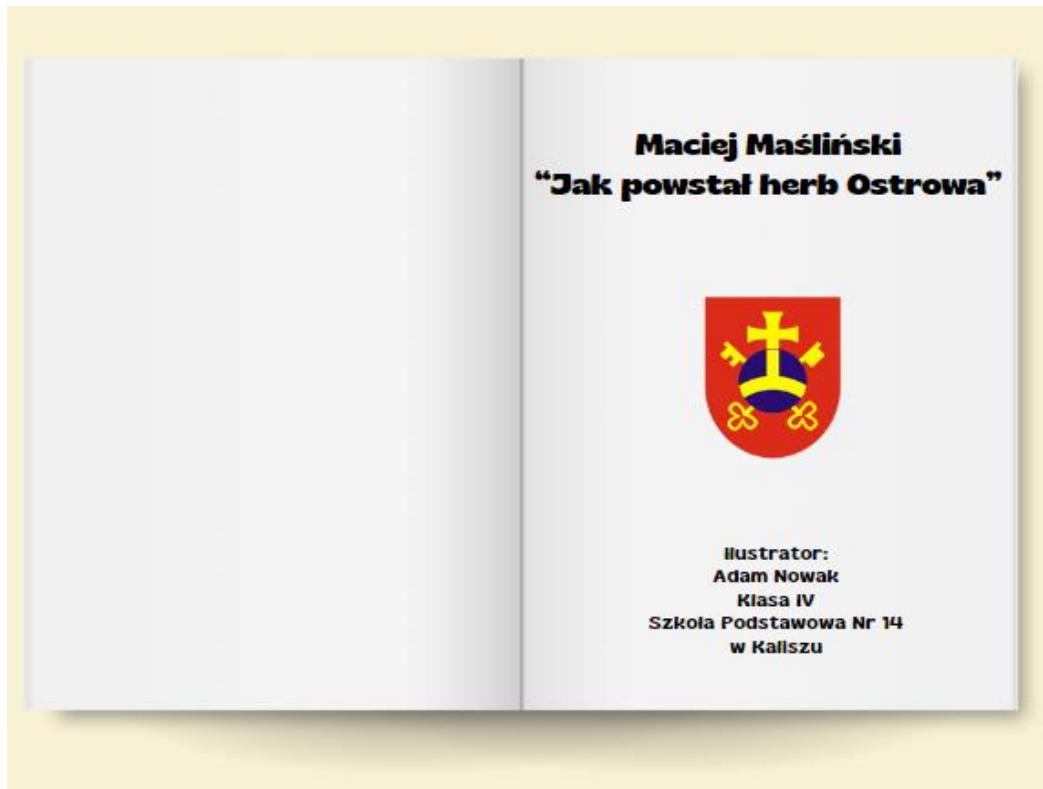 Maciej Maśliński
“Jak powstał herb Ostrowa”
Ilustrator:
Adam Nowak
Klasa IV
Szkoła Podstawowa Nr 14
w Kaliszu